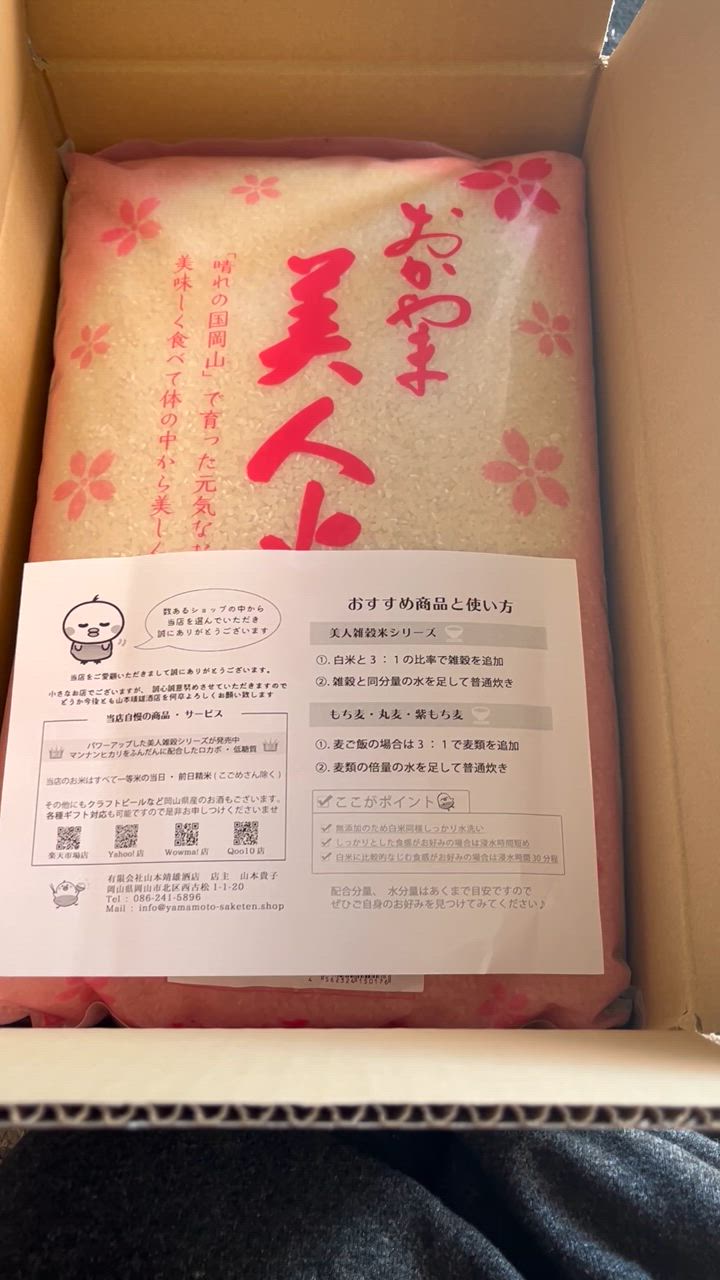 おかやま
美人米
「晴れの国岡山」で育った元気な
美味しく食べて体の中から美し
数あるショップの中から
当店を選んでいただき
誠にありがとうございます
当店をご愛顧いただきまして誠にありがとうございます。
小さなお店でございますが、 誠心誠意努めさせていただきますので
どうか今後とも山本靖雄酒店を何卒よろしくお願い致します
当店自慢の商品・サービス
パワーアップした美人雑穀シリーズが発売中
マンナンヒカリをふんだんに配合したロカボ・低糖質
当店のお米はすべて一等米の当日・前日精米(こごめさん除く)
その他にもクラフトビールなど岡山県産のお酒もございます。
各種ギフト対応も可能ですので是非お申しつけくださいませ
楽天市場店 Yahoo!店 Wowma!店 Qoo10店
有限会社山本靖雄酒店 店主 山本貴子
岡山県岡山市北区西古松 1-1-20
Tel : 086-241-5896
Mail : info@yamamoto-saketen.shop
おすすめ商品と使い方
美人雑穀米シリーズ
①. 白米と3:1の比率で雑穀を追加
②. 雑穀と同分量の水を足して普通炊き
もち麦・丸麦・紫もち麦
①. 麦ご飯の場合は3:1で麦類を追加
②. 麦類の倍量の水を足して普通炊き
ここがポイント
無添加のため白米同様しっかり水洗い
しっかりとした食感がお好みの場合は浸水時間短め
白米に比較的なじむ食感がお好みの場合は浸水時間30分程
配合分量、 水分量はあくまで目安ですので
ぜひご自身のお好みを見つけてみてください♪
4 562324 130176